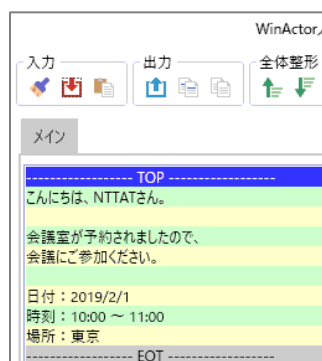 WinActor
入力
出力
全体整形
メイン
------------------ TOP ------------------
こんにちは、NTTATさん。
会議室が予約されましたので、
会議にご参加ください。
日付：2019/2/1
時刻：10:00 ～ 11:00
場所：東京
------------------ EOT ------------------